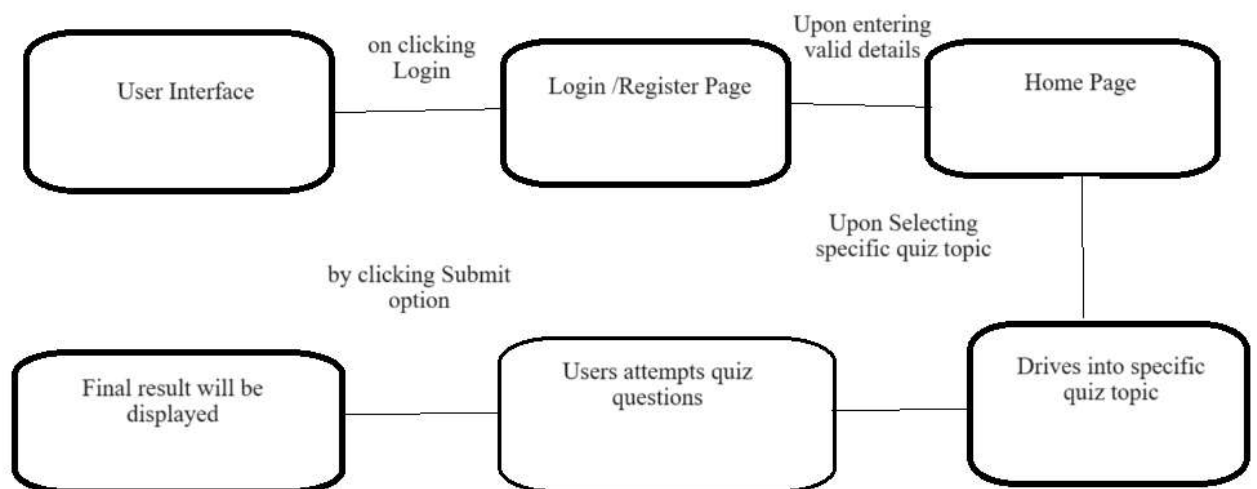 User Interface
on clicking
Login
Login /Register Page
Upon entering
valid details
Home Page
Upon Selecting
specific quiz topic
by clicking Submit
option
Final result will be
displayed
Users attempts quiz
questions
Drives into specific
quiz topic